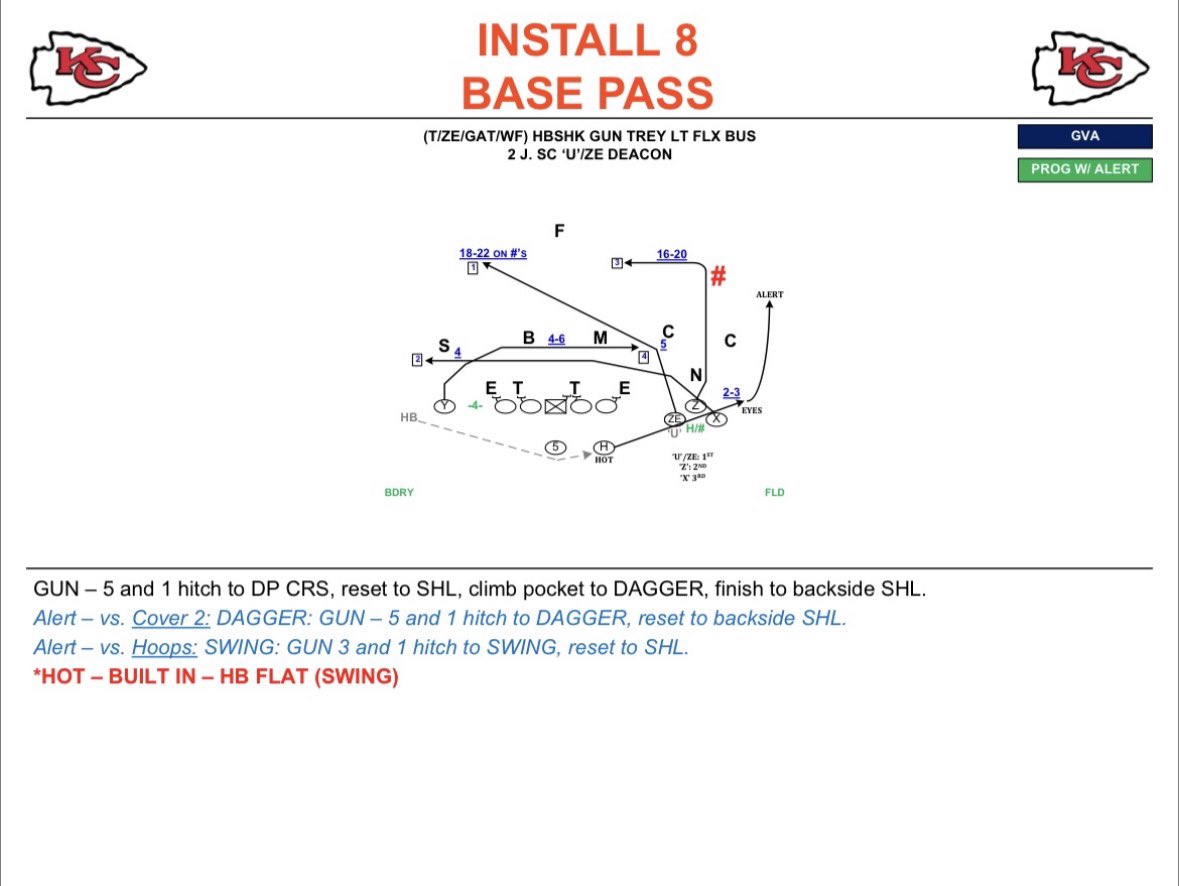 KC
INSTALL 8
KC
BASE PASS
(T/ZE/GAT/WF) HBSHK GUN TREY LT FLX BUS
2 J. SC ‘U’/ZE DEACON
GVA
PROG W/ ALERT
F
18-22 ON #'S
16-20
1
3
#
ALERT
S
4
B
4-6
M
C
5
C
2
4
N
E
T
T
E
2-3
Y
-4-
Z
EYES
HB
ZE
X
'U'
H/#
5
H
HOT
'U'/ZE: 1ST
'Z': 2ND
'X' 3RD
BDRY
FLD
GUN – 5 and 1 hitch to DP CRS, reset to SHL, climb pocket to DAGGER, finish to backside SHL.
Alert – vs. Cover 2: DAGGER: GUN – 5 and 1 hitch to DAGGER, reset to backside SHL.
Alert – vs. Hoops: SWING: GUN 3 and 1 hitch to SWING, reset to SHL.
*HOT – BUILT IN – HB FLAT (SWING)